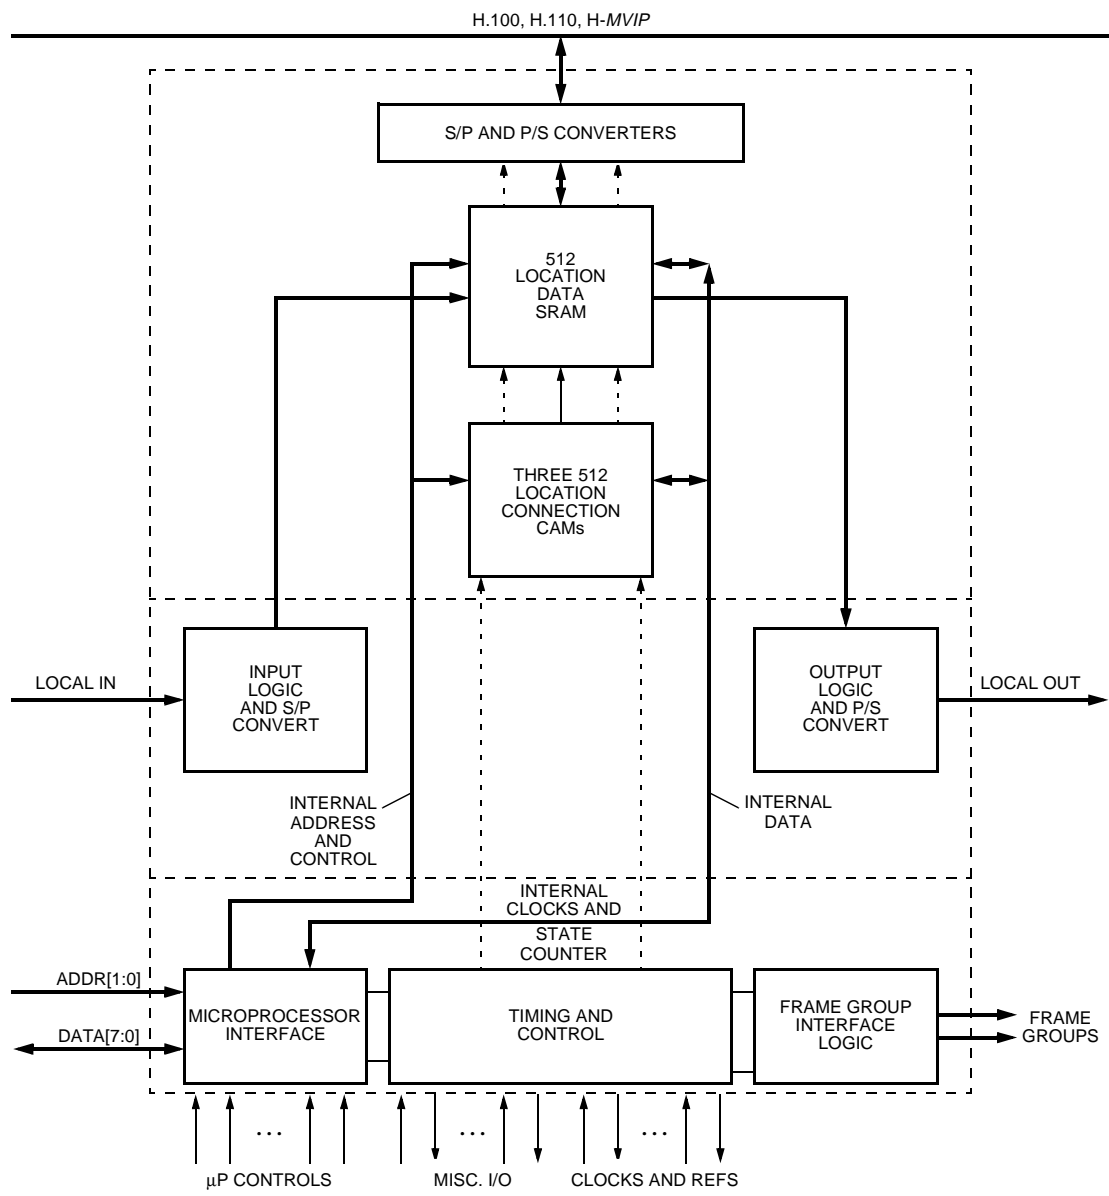 H.100, H.110, H-MVIP
S/P AND P/S CONVERTERS
512
LOCATION
DATA
SRAM
THREE 512
LOCATION
CONNECTION
CAMs
LOCAL IN
INPUT
LOGIC
AND S/P
CONVERT
OUTPUT
LOGIC
AND P/S
CONVERT
LOCAL OUT
INTERNAL
ADDRESS
AND
CONTROL
INTERNAL
DATA
INTERNAL
CLOCKS AND
STATE
COUNTER
ADDR[1:0]
DATA[7:0]
MICROPROCESSOR
INTERFACE
TIMING AND
CONTROL
FRAME GROUP
INTERFACE
LOGIC
FRAME
GROUPS
...
...
...
μP CONTROLS
MISC. I/O
CLOCKS AND REFS